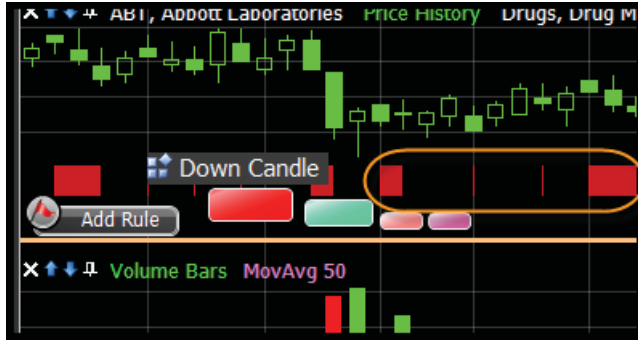 ABT, Abbott Laboratories Price History Drugs, Drug M
Down Candle
Add Rule
Volume Bars MovAvg 50